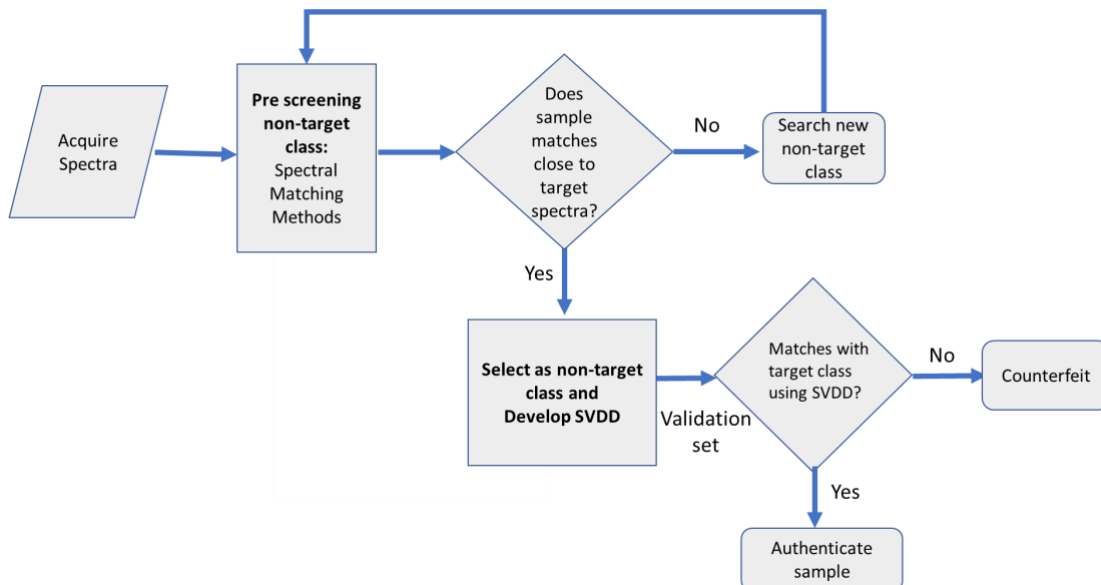 Acquire
Spectra
Pre screening
non-target
class:
Spectral
Matching
Methods
Does
sample
matches
close to
target
spectra?
No
Search new
non-target
class
Yes
Select as non-target
class and
Develop SVDD
Validation
set
Matches with
target class
using SVDD?
No
Counterfeit
Yes
Authenticate
sample